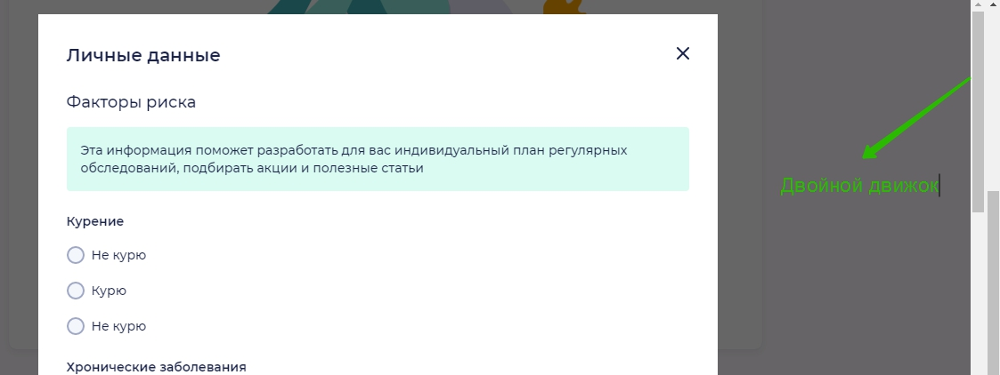 Личные данные
Факторы риска
Эта информация поможет разработать для вас индивидуальный план регулярных
обследований, подбирать акции и полезные статьи
Двойной движок
Курение
Не курю
Курю
Не курю
Хронические заболевания